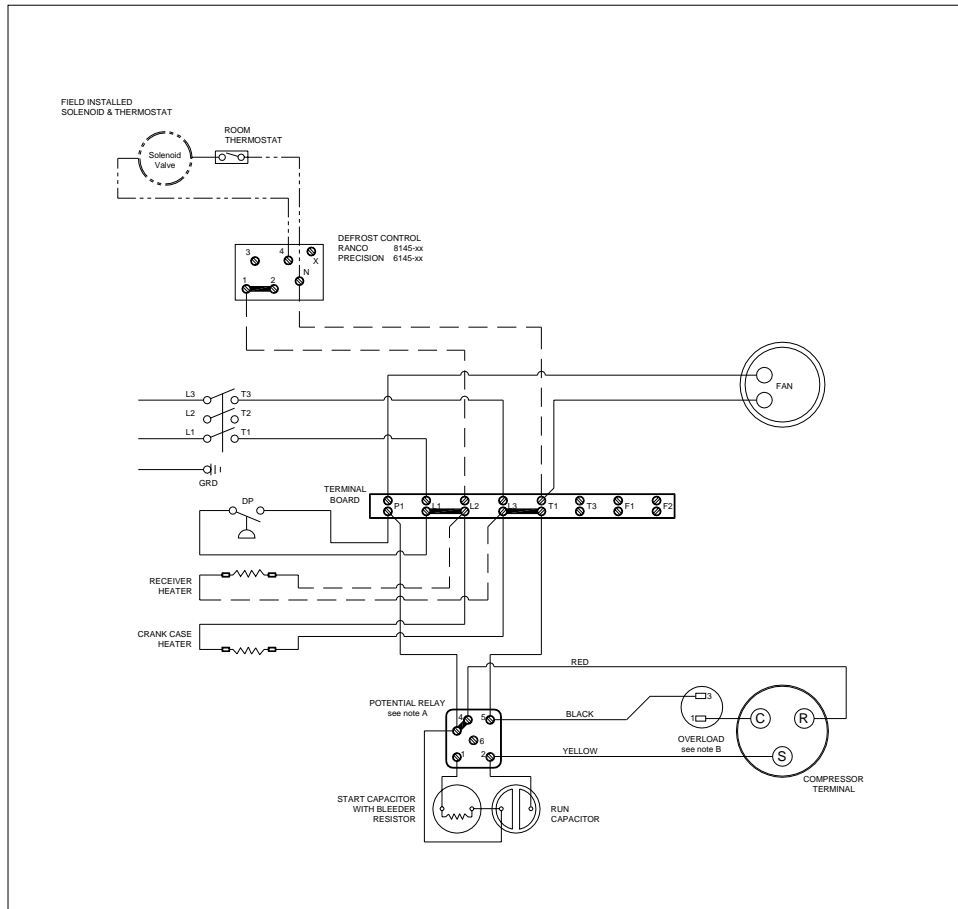 FIELD INSTALLED
SOLENOID & THERMOSTAT
ROOM
THERMOSTAT
Solenoid
Valve
DEFROST CONTROL
RANCO 8145-xx
PRECISION 6145-xx
3
4
X
N
1
2
L3
T3
L2
T2
L1
T1
GRD
FAN
TERMINAL
BOARD
P1
L1
L2
L3
T1
T3
F1
F2
DP
RECEIVER
HEATER
CRANK CASE
HEATER
RED
POTENTIAL RELAY
see note A
4
5
6
1
2
BLACK
YELLOW
3
1
OVERLOAD
see note B
C
R
S
COMPRESSOR
TERMINAL
START CAPACITOR
WITH BLEEDER
RESISTOR
RUN
CAPACITOR